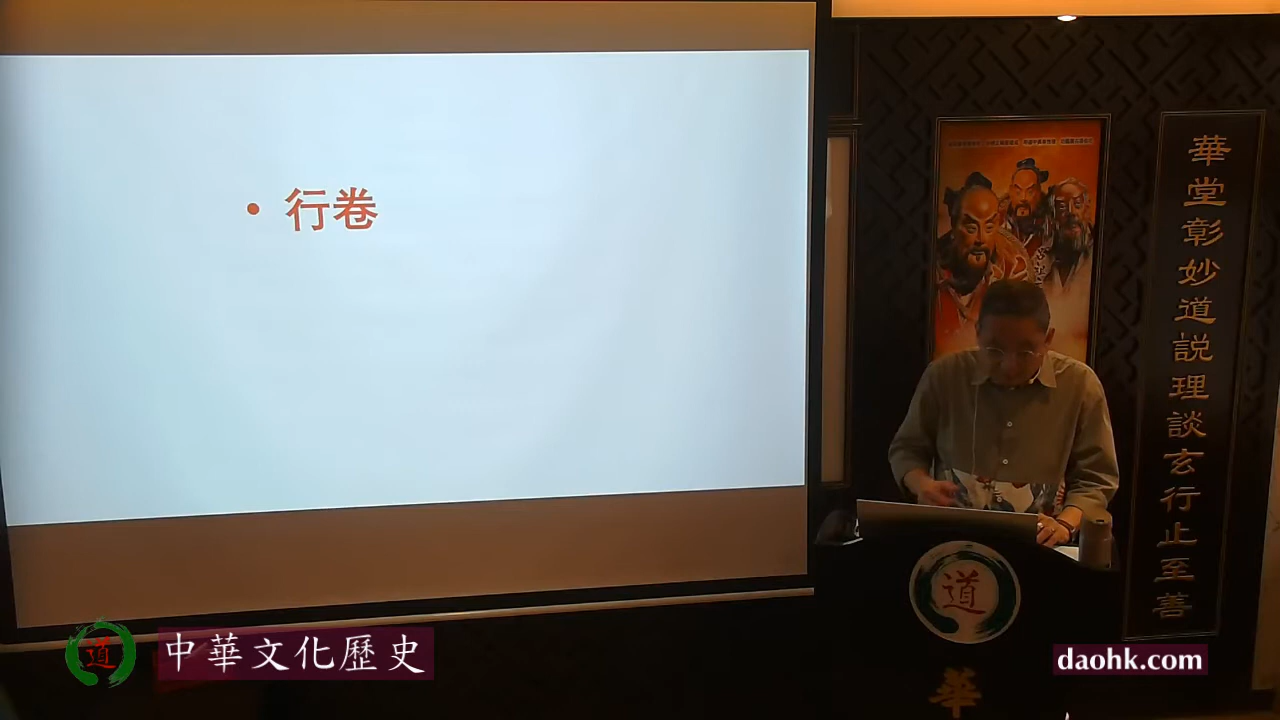 • 行卷
華堂彰妙道説理談玄行止至善
道
華
道
中華文化歷史
daohk.com